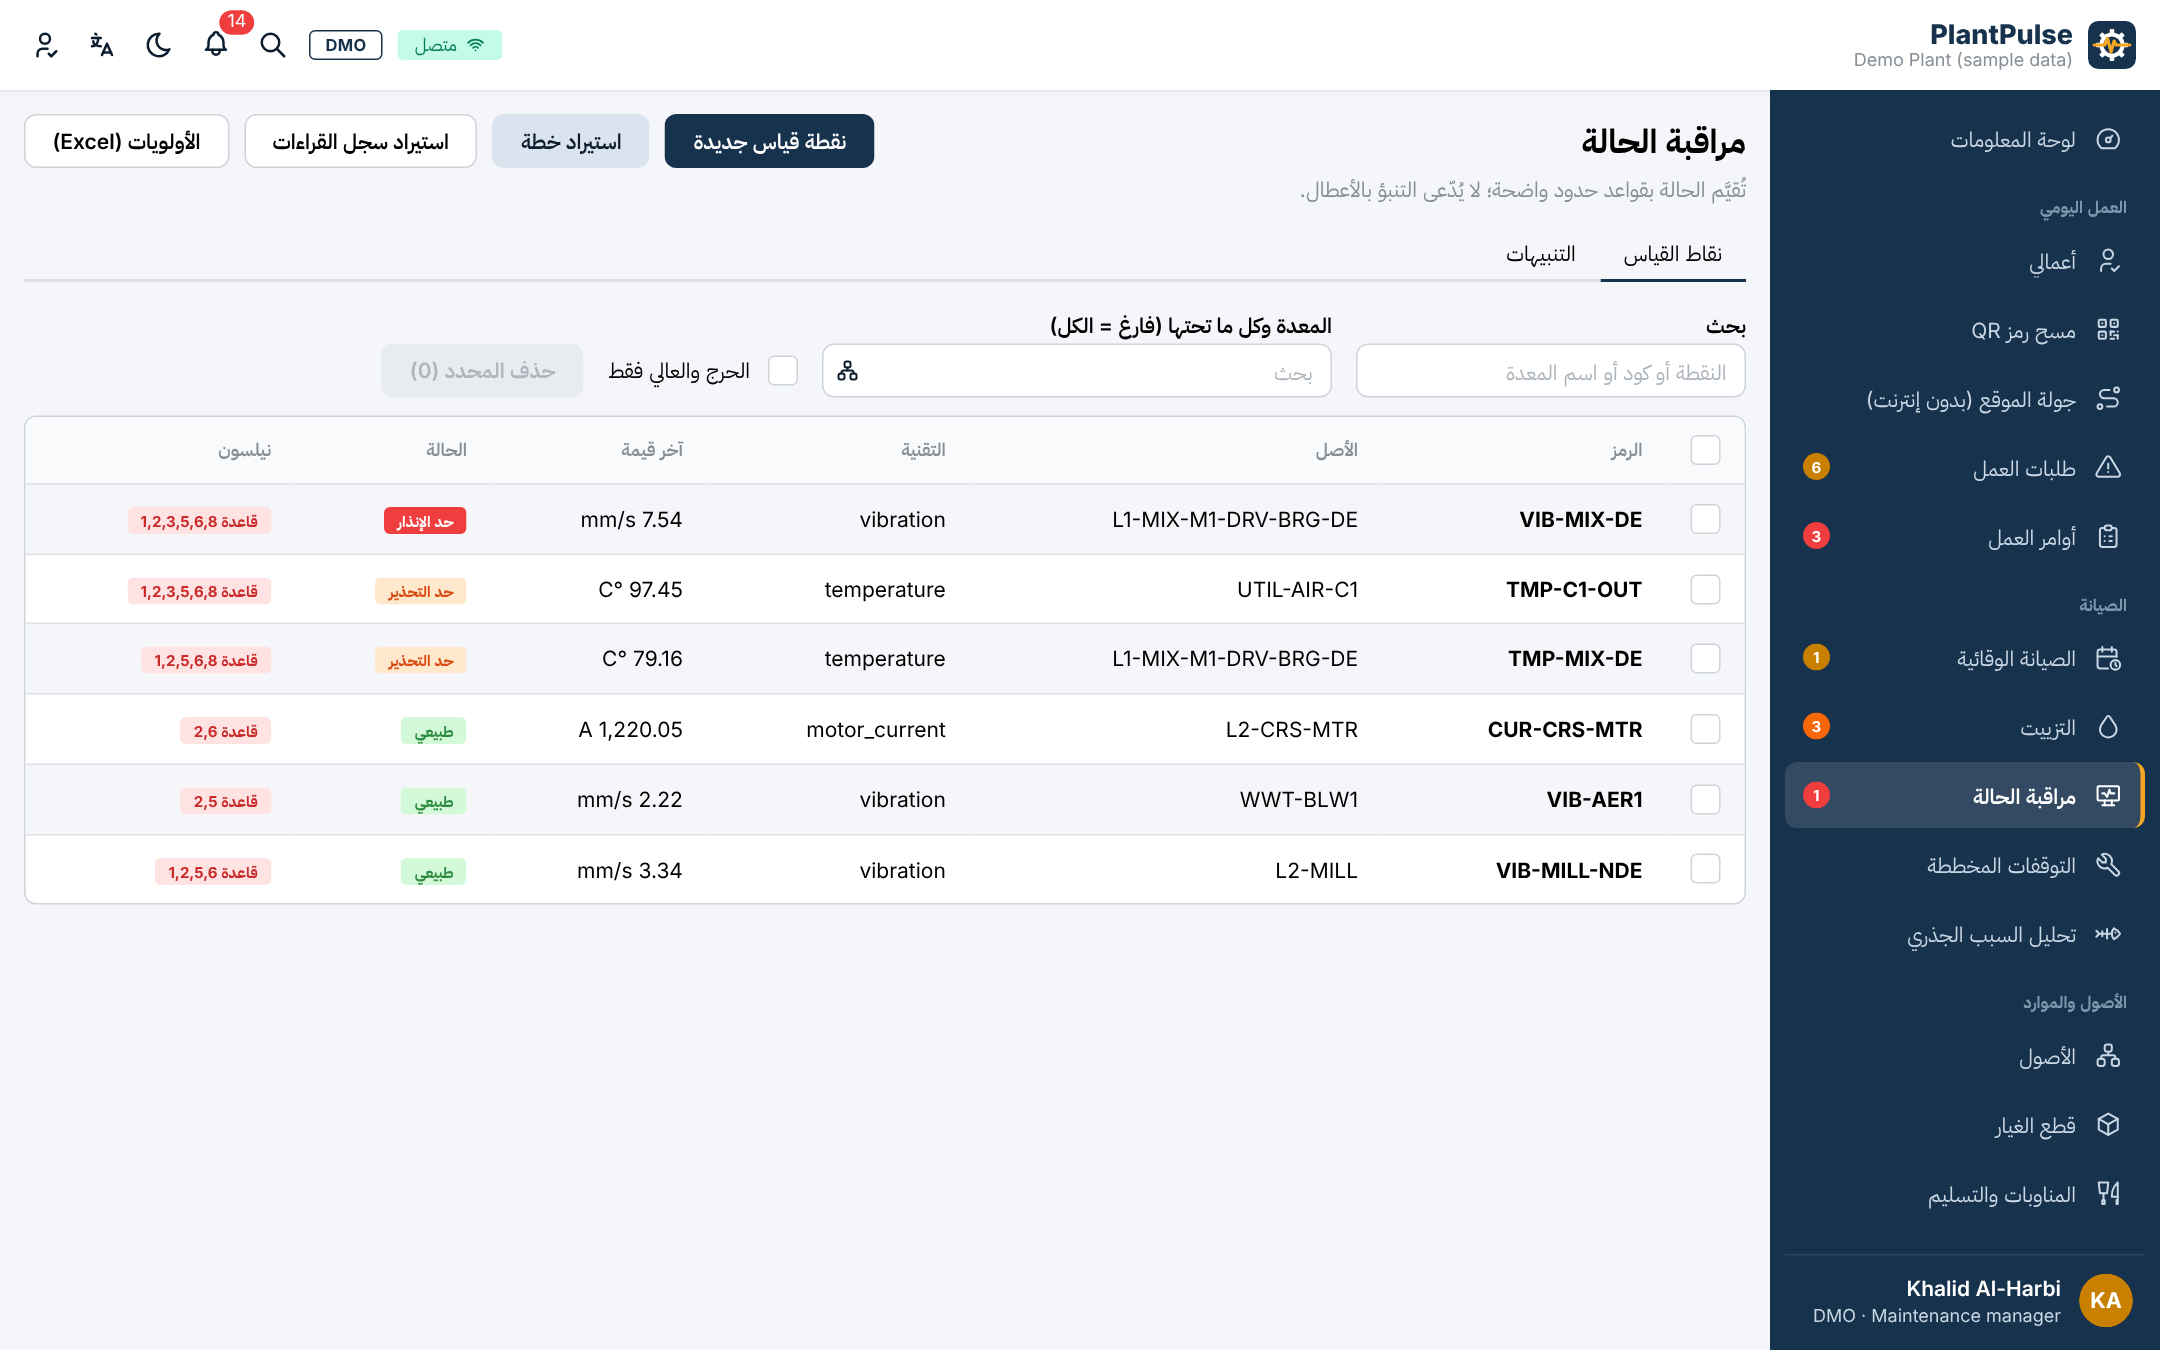 PlantPulse
Demo Plant (sample data)
متصل
DMO
14
لوحة المعلومات
العمل اليومي
أعمالي
مسح رمز QR
جولة الموقع (بدون إنترنت)
طلبات العمل 6
أوامر العمل 3
الصيانة
الصيانة الوقائية 1
التزييت 3
مراقبة الحالة 1
التوقفات المخططة
تحليل السبب الجذري
الأصول والموارد
الأصول
قطع الغيار
المناوبات والتسليم
Khalid Al-Harbi
DMO · Maintenance manager
KA
مراقبة الحالة
تُقيَّم الحالة بقواعد حدود واضحة؛ لا يُدّعى التنبؤ بالأعطال.
نقطة قياس جديدة
استيراد خطة
استيراد سجل القراءات
الأولويات (Excel)
نقاط القياس
التنبيهات
بحث
النقطة أو كود أو اسم المعدة
المعدة وكل ما تحتها (فارغ = الكل)
بحث
الحرج والعالي فقط
حذف المحدد (0)
الرمز الأصل التقنية آخر قيمة الحالة نيلسون
VIB-MIX-DE L1-MIX-M1-DRV-BRG-DE vibration mm/s 7.54 حد الإنذار قاعدة 1,2,3,5,6,8
TMP-C1-OUT UTIL-AIR-C1 temperature C° 97.45 حد التحذير قاعدة 1,2,3,5,6,8
TMP-MIX-DE L1-MIX-M1-DRV-BRG-DE temperature C° 79.16 حد التحذير قاعدة 1,2,5,6,8
CUR-CRS-MTR L2-CRS-MTR motor_current A 1,220.05 طبيعي قاعدة 2,6
VIB-AER1 WWT-BLW1 vibration mm/s 2.22 طبيعي قاعدة 2,5
VIB-MILL-NDE L2-MILL vibration mm/s 3.34 طبيعي قاعدة 1,2,5,6